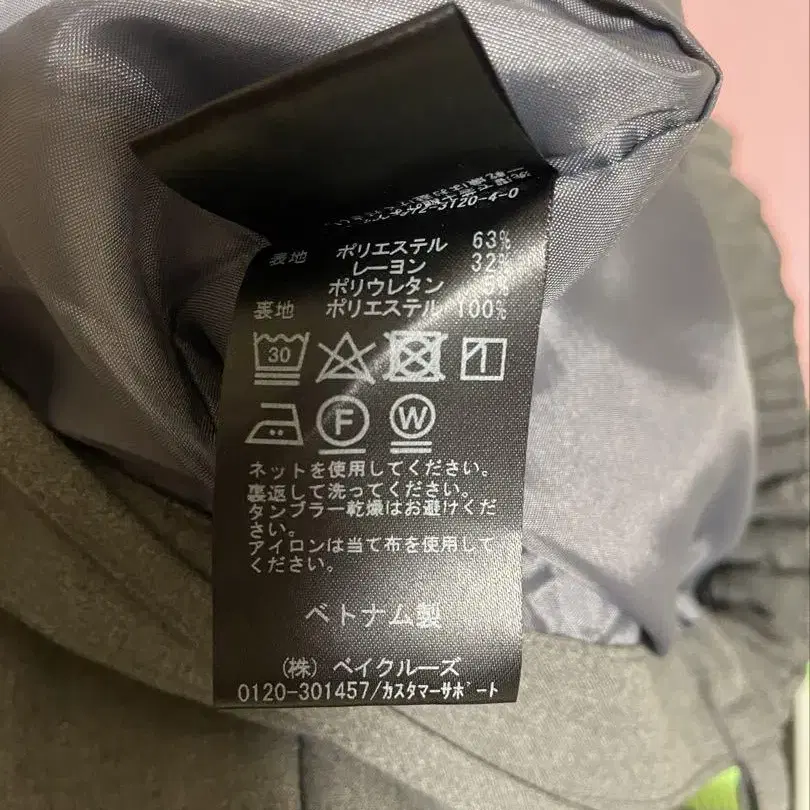 12-3120-4-0
表地 ポリエステル 63%
レーヨン 32%
ポリウレタン 5%
裏地 ポリエステル 100%
30
F
W
ネットを使用してください。
裏返して洗ってください。
タンブラー乾燥はお避けくだ
さい。
アイロンは当て布を使用して
ください。
ベトナム製
(株) ベイクルーズ
0120-301457/カスタマーサポート